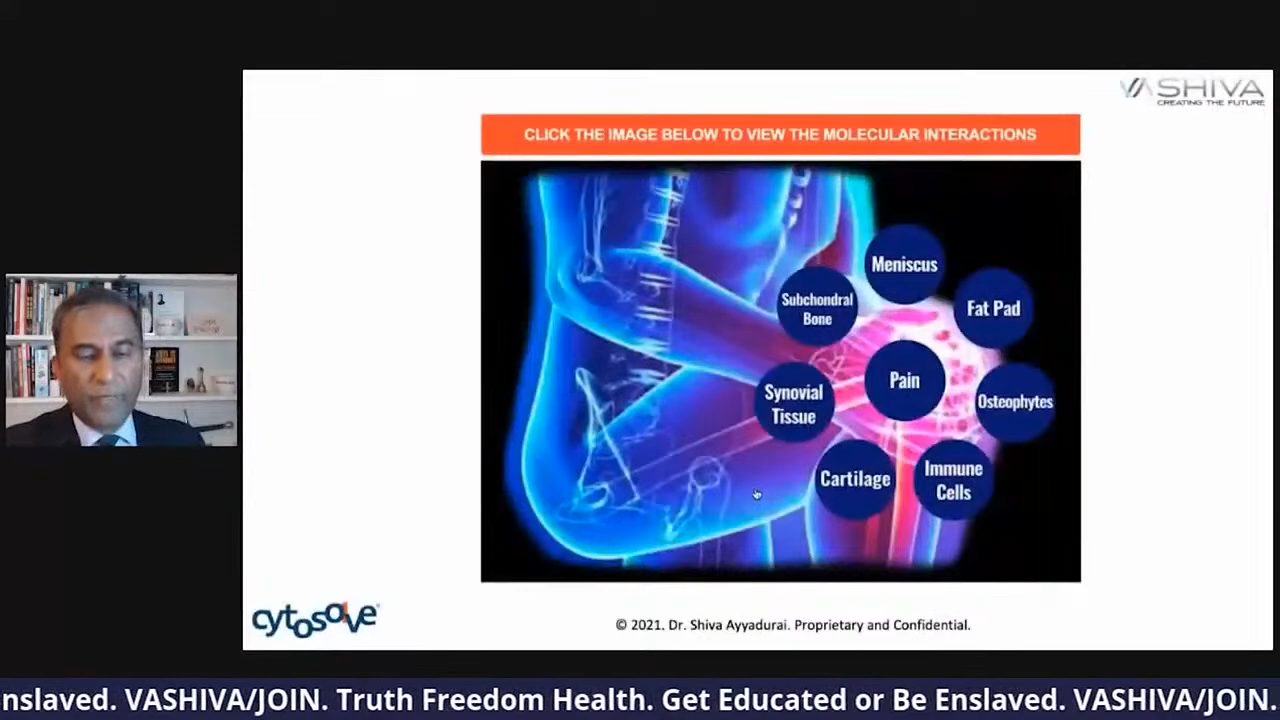 VASHIVA
CREATING THE FUTURE
CLICK THE IMAGE BELOW TO VIEW THE MOLECULAR INTERACTIONS
Meniscus
Subchondral
Bone
Fat Pad
Pain
Synovial
Tissue
Osteophytes
Cartilage
Immune
Cells
cytosolve
© 2021. Dr. Shiva Ayyadurai. Proprietary and Confidential.
nslaved. VASHIVA/JOIN. Truth Freedom Health. Get Educated or Be Enslaved. VASHIVA/JOIN.